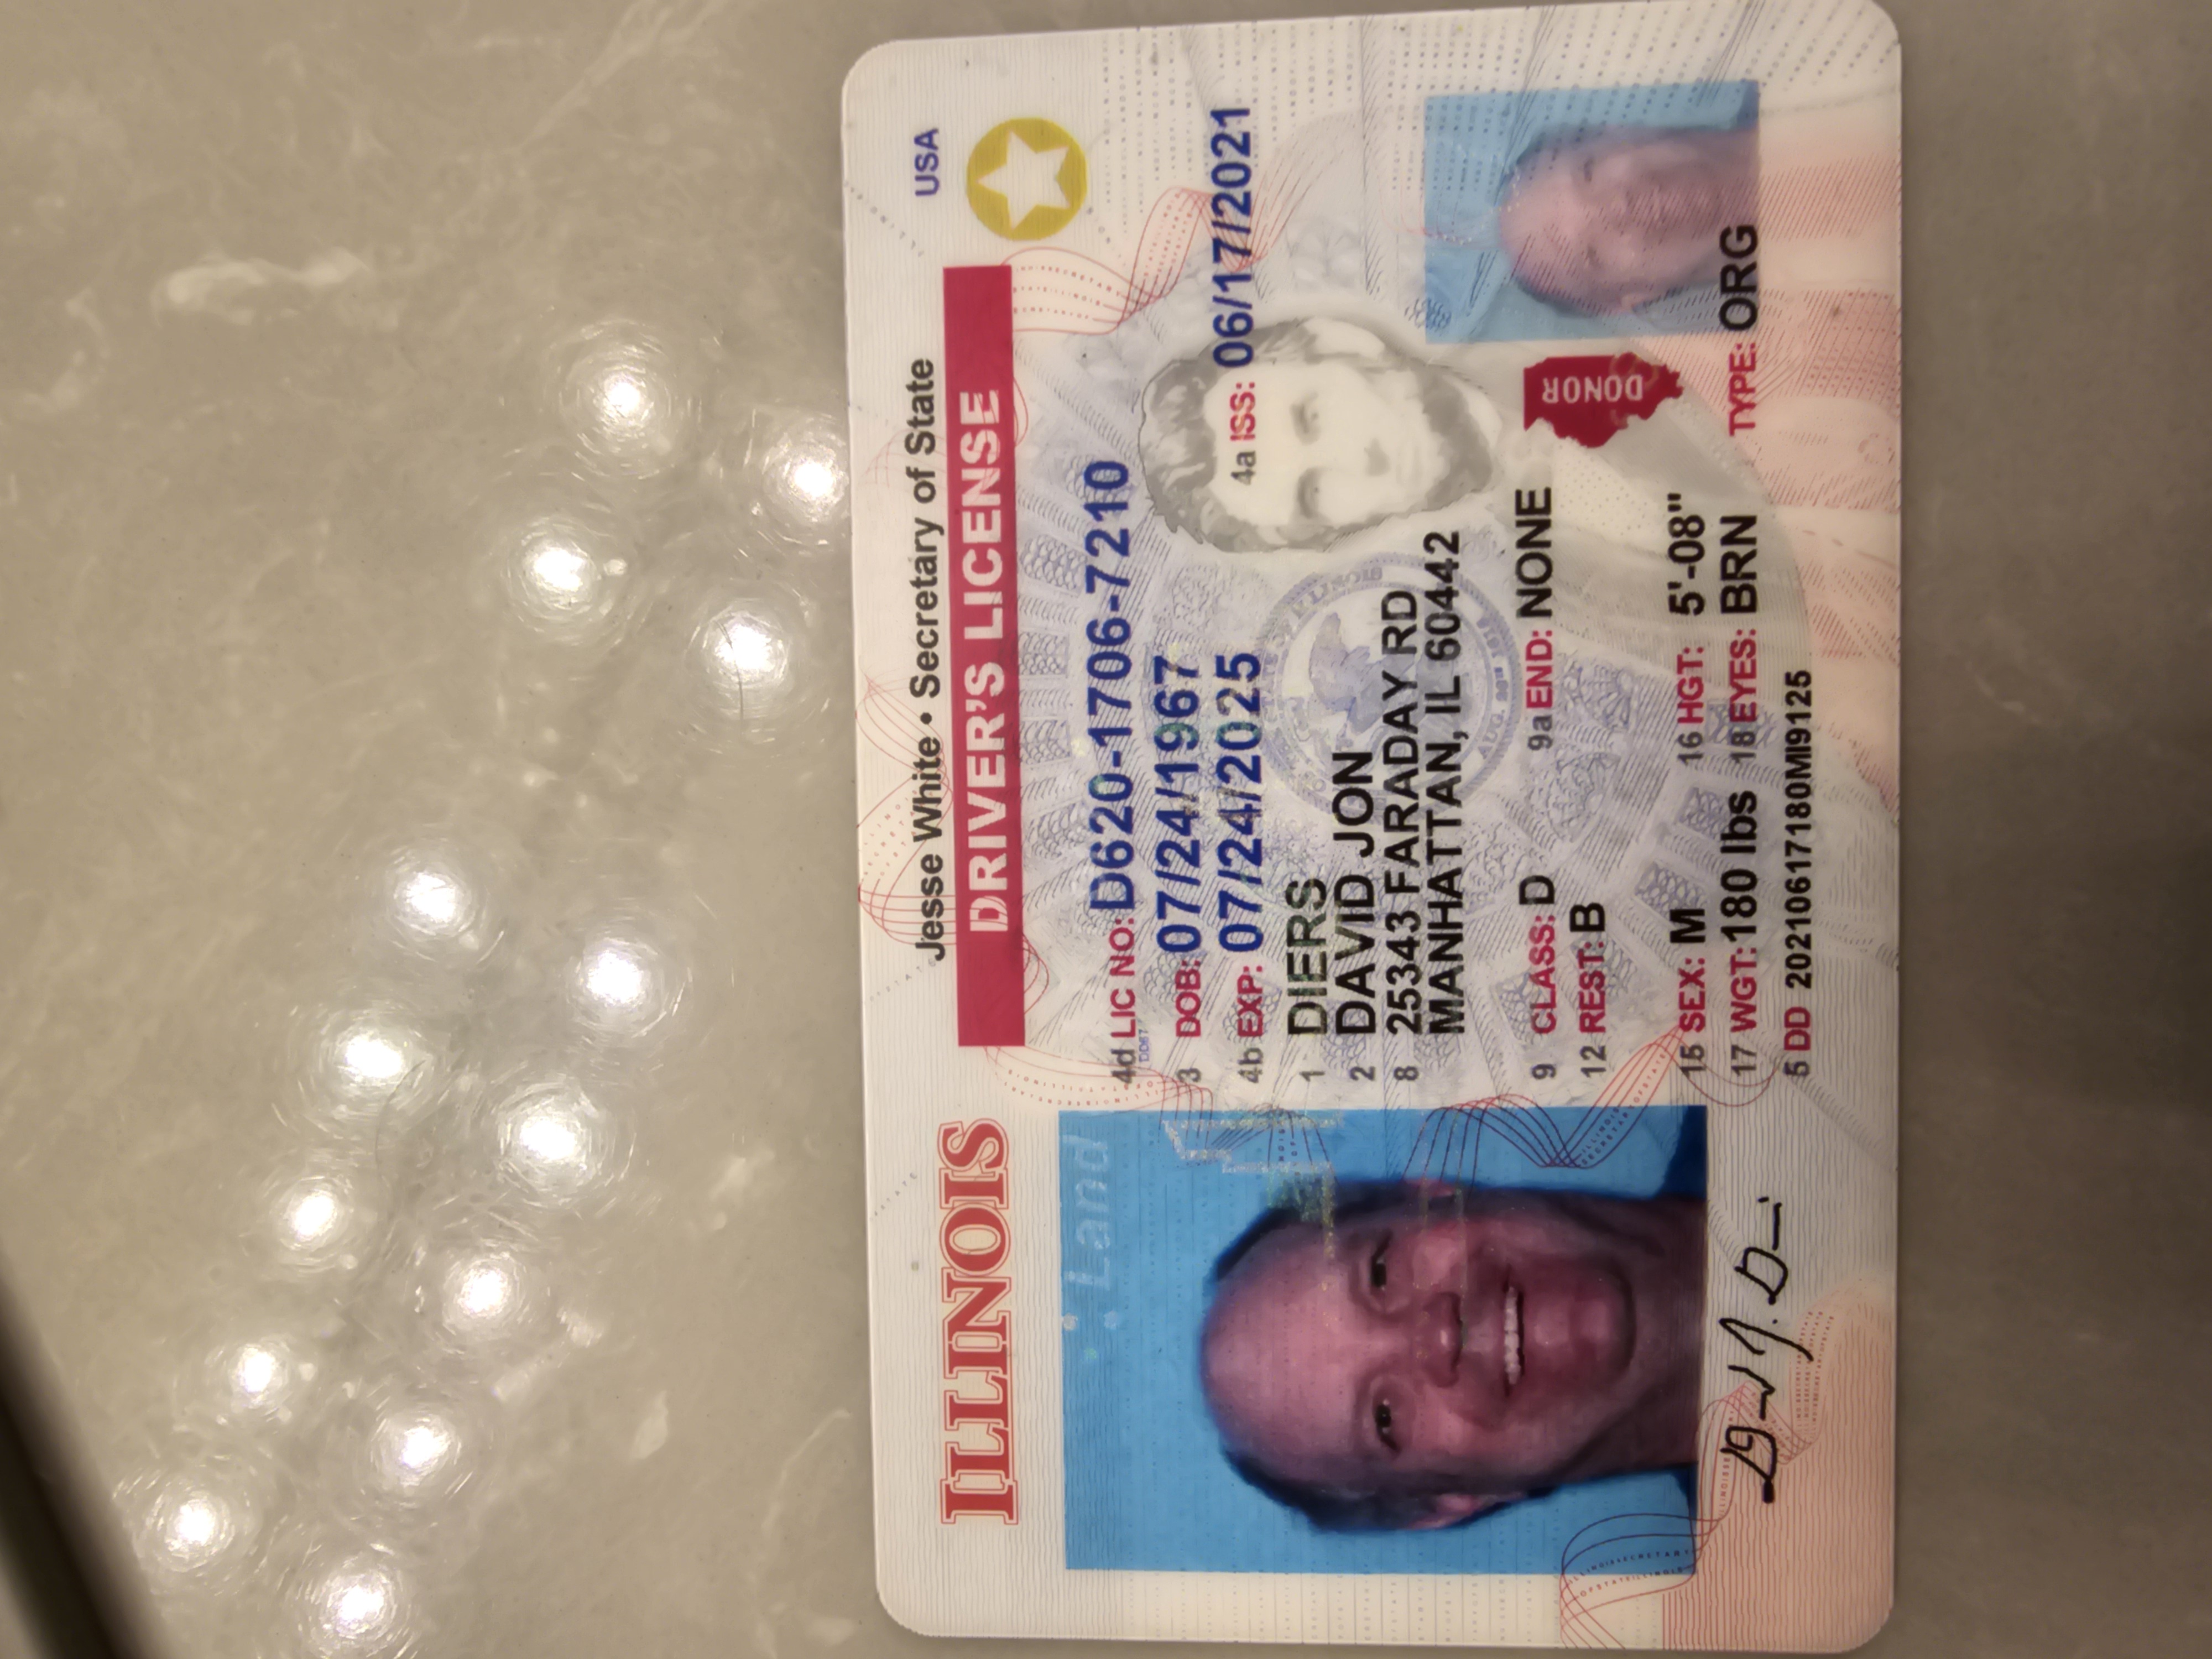 Jesse White • Secretary of State
USA
ILLINOIS
DRIVER'S LICENSE
Land
4d LIC NO: D620-1706-7210
DD67
3 DOB: 07/24/1967
4b EXP: 07/24/2025
4a ISS: 06/17/2021
1 DIERS
2 DAVID JON
8 25343 FARADAY RD
MANHATTAN, IL 60442
AUG. 26TH 1818
9 CLASS: D
9a END: NONE
12 REST: B
DONOR
15 SEX: M
16 HGT: 5'-08"
17 WGT: 180 lbs
18 EYES: BRN
TYPE: ORG
5 DD 20210617180MI9125